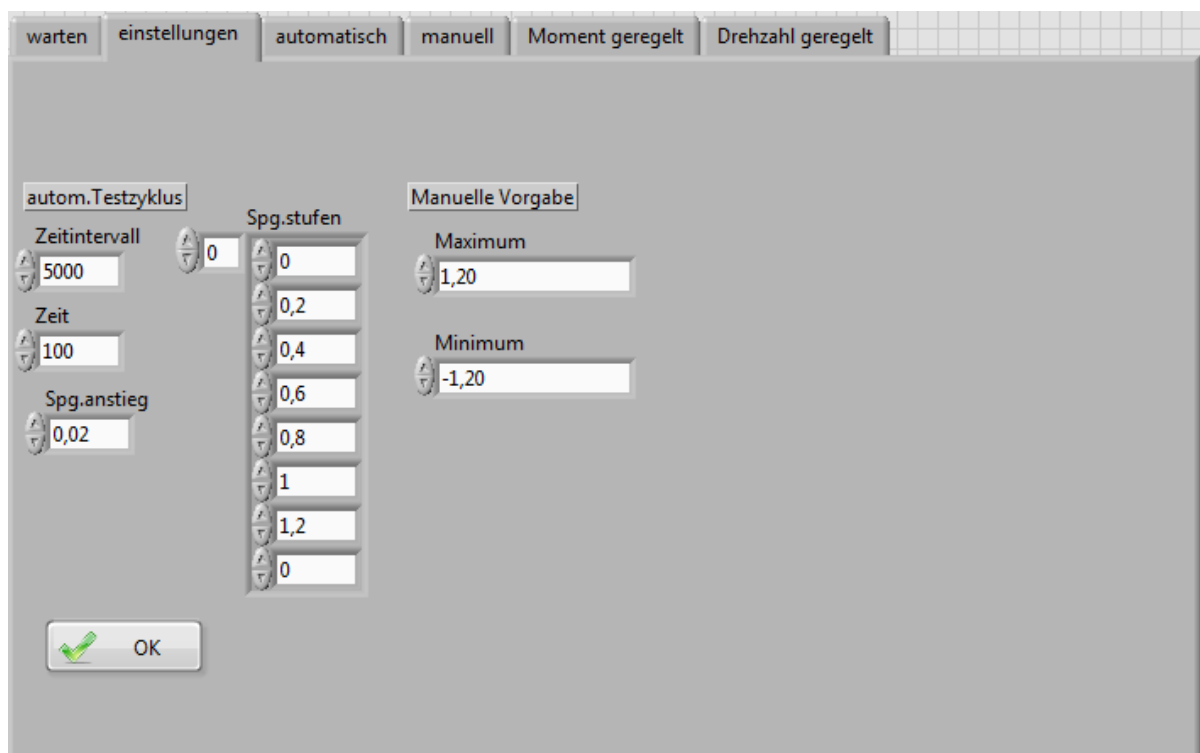 warten einstellungen automatisch manuell Moment geregelt Drehzahl geregelt
autom.Testzyklus
Zeitintervall
5000
Zeit
100
Spg.anstieg
0,02
Spg.stufen
0
0
0,2
0,4
0,6
0,8
1
1,2
0
Manuelle Vorgabe
Maximum
1,20
Minimum
-1,20
OK